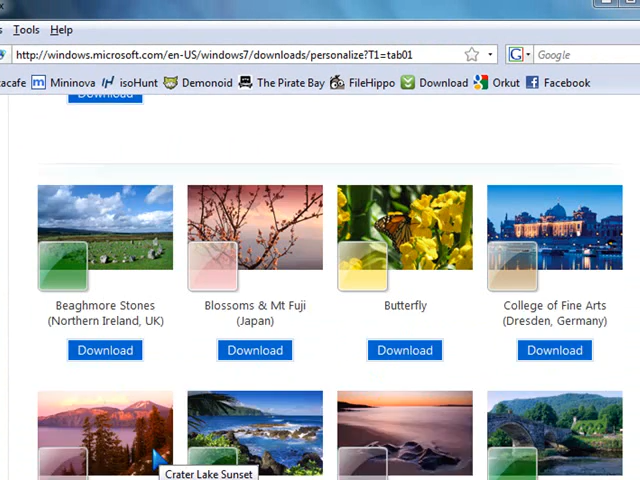 Tools Help
http://windows.microsoft.com/en-US/windows7/downloads/personalize?T1=tab01 G Google
acafe m Mininova H isoHunt Demonoid The Pirate Bay FileHippo Download Orkut f Facebook
Download
Beaghmore Stones
(Northern Ireland, UK)
Blossoms & Mt Fuji
(Japan)
Butterfly
College of Fine Arts
(Dresden, Germany)
Download Download Download Download
Crater Lake Sunset